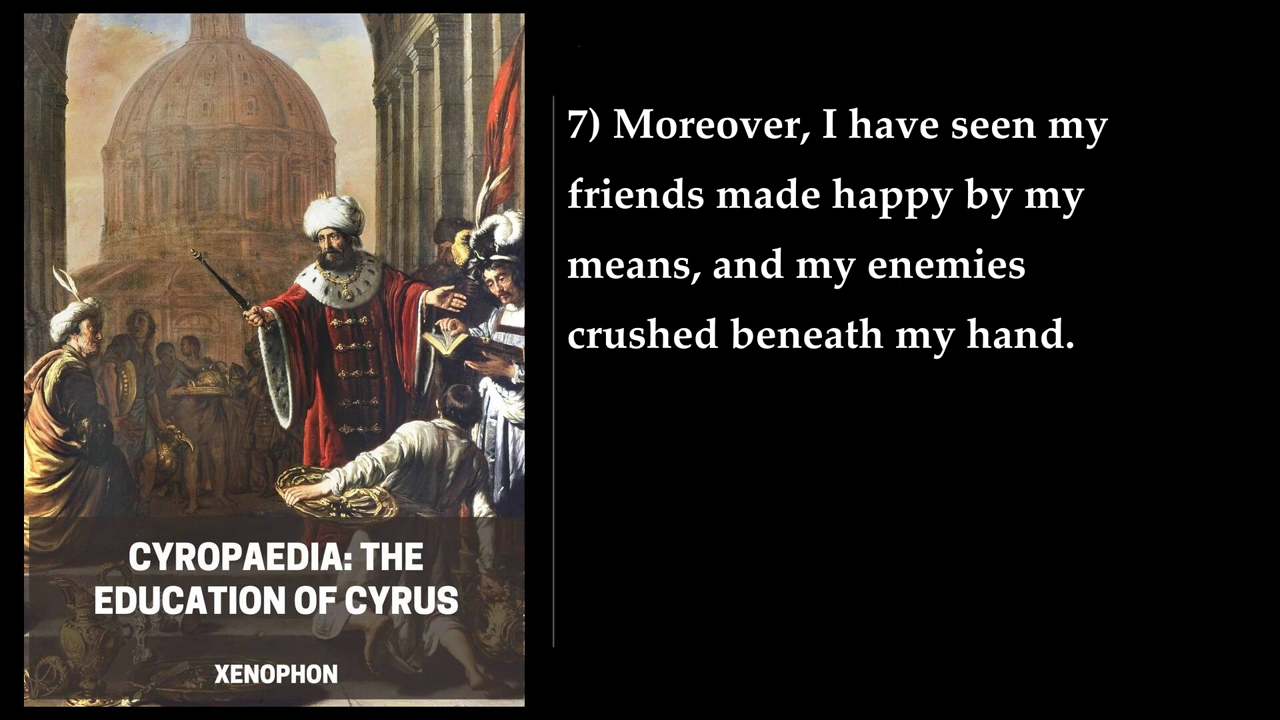 7) Moreover, I have seen my
friends made happy by my
means, and my enemies
crushed beneath my hand.
CYROPAEDIA: THE
EDUCATION OF CYRUS
XENOPHON